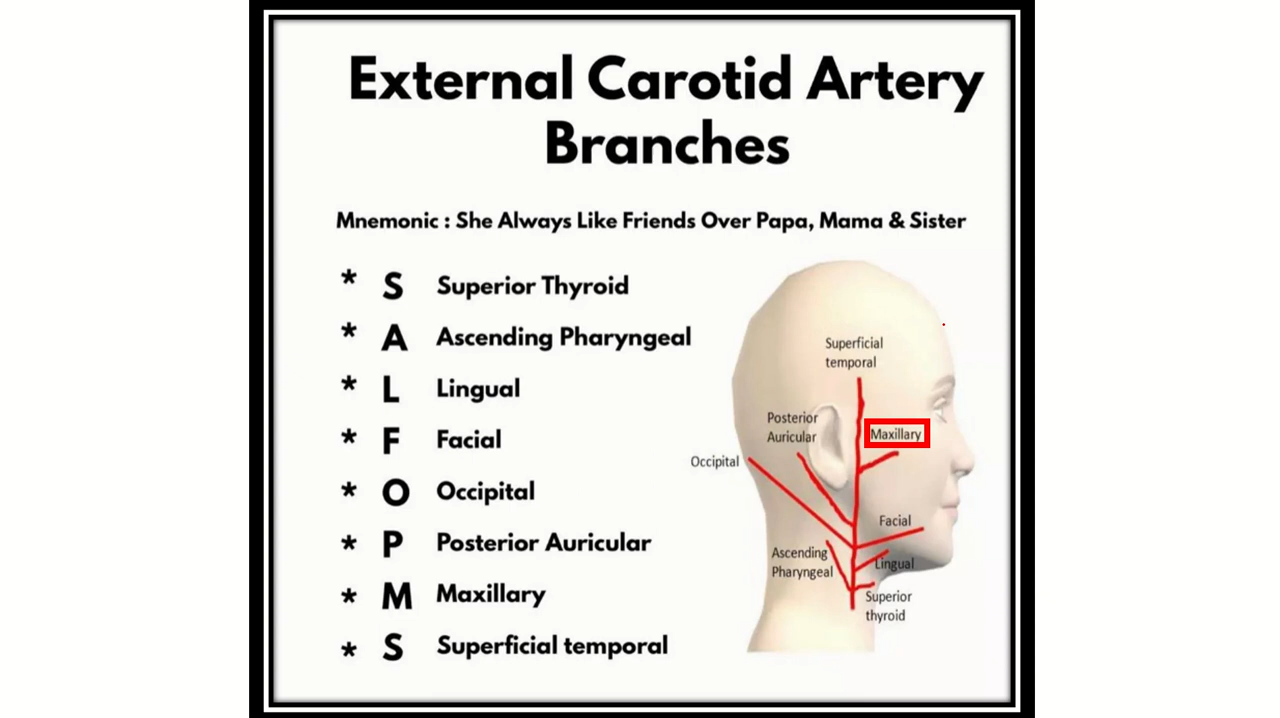 External Carotid Artery
Branches
Mnemonic : She Always Like Friends Over Papa, Mama & Sister
* S Superior Thyroid
* A Ascending Pharyngeal
* L Lingual
* F Facial
* O Occipital
* P Posterior Auricular
* M Maxillary
* S Superficial temporal
Superficial
temporal
Posterior
Auricular
Maxillary
Occipital
Facial
Ascending
Pharyngeal
Lingual
Superior
thyroid